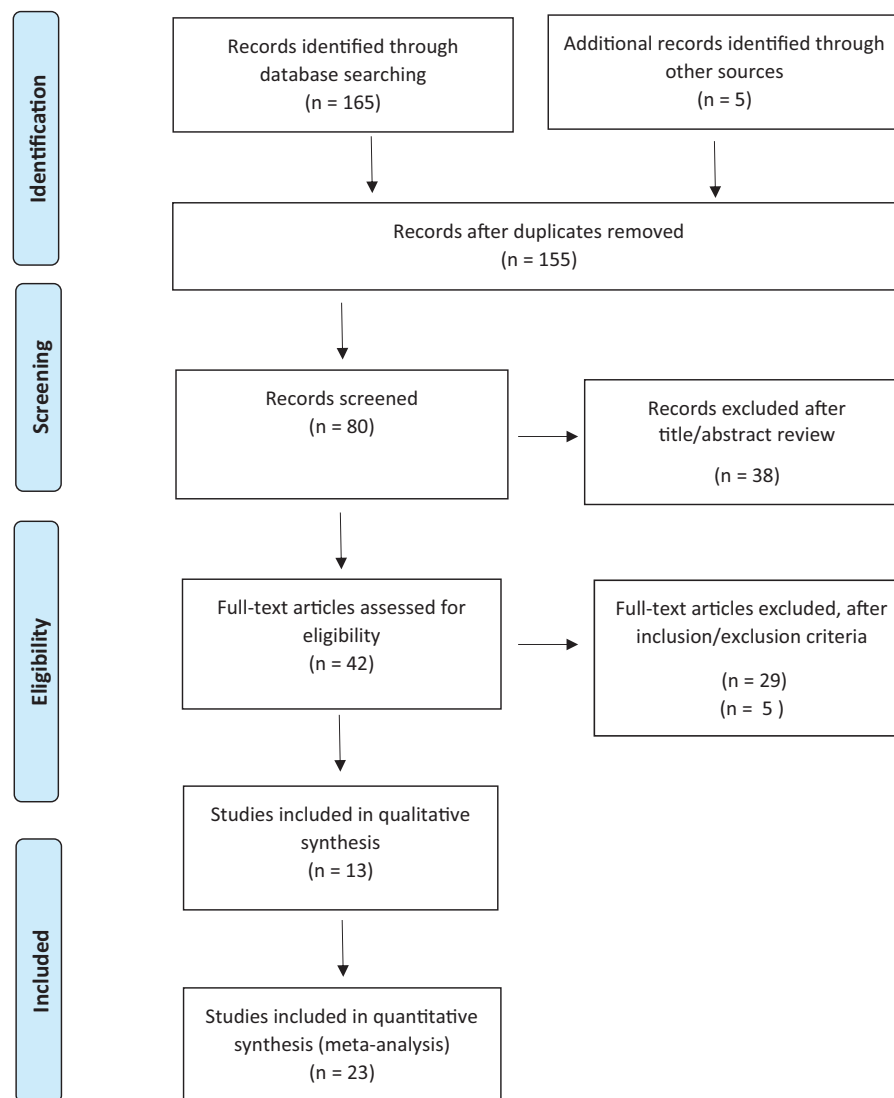 Identification
Records identified through
database searching
(n = 165)
Additional records identified through
other sources
(n = 5)
Records after duplicates removed
(n = 155)
Screening
Records screened
(n = 80)
Records excluded after
title/abstract review
(n = 38)
Eligibility
Full-text articles assessed for
eligibility
(n = 42)
Full-text articles excluded, after
inclusion/exclusion criteria
(n = 29)
(n = 5 )
Included
Studies included in qualitative
synthesis
(n = 13)
Studies included in quantitative
synthesis (meta-analysis)
(n = 23)